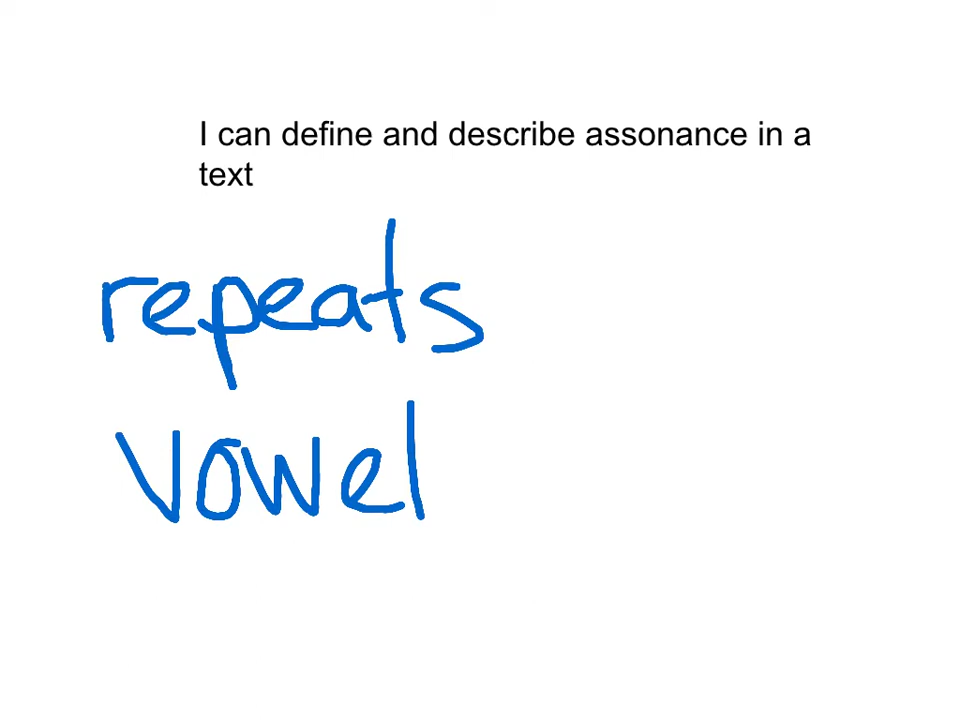 I can define and describe assonance in a
text
repeats
vowel